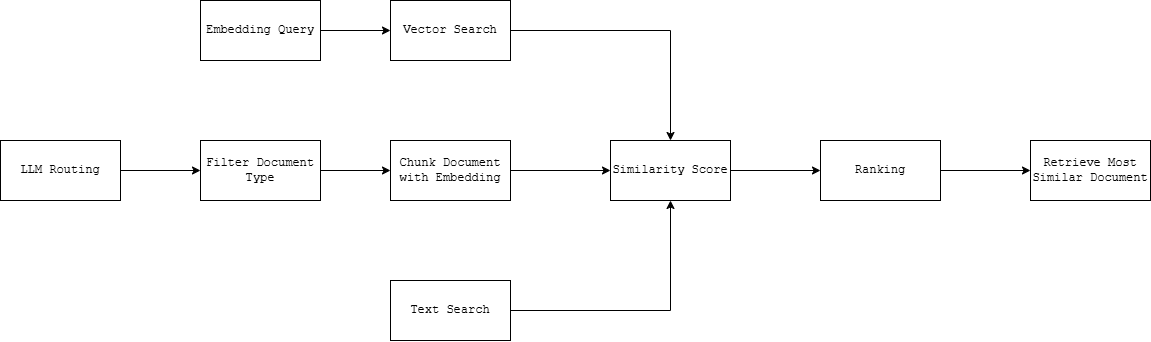 Embedding Query
Vector Search
LLM Routing
Filter Document
Type
Chunk Document
with Embedding
Similarity Score
Ranking
Retrieve Most
Similar Document
Text Search